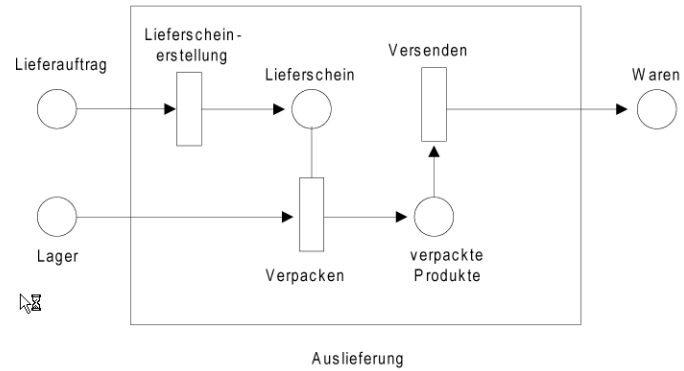 Lieferschein-
erstellung
Versenden
Lieferauftrag
Lieferschein
Waren
Lager
Verpacken
verpackte
Produkte
Auslieferung